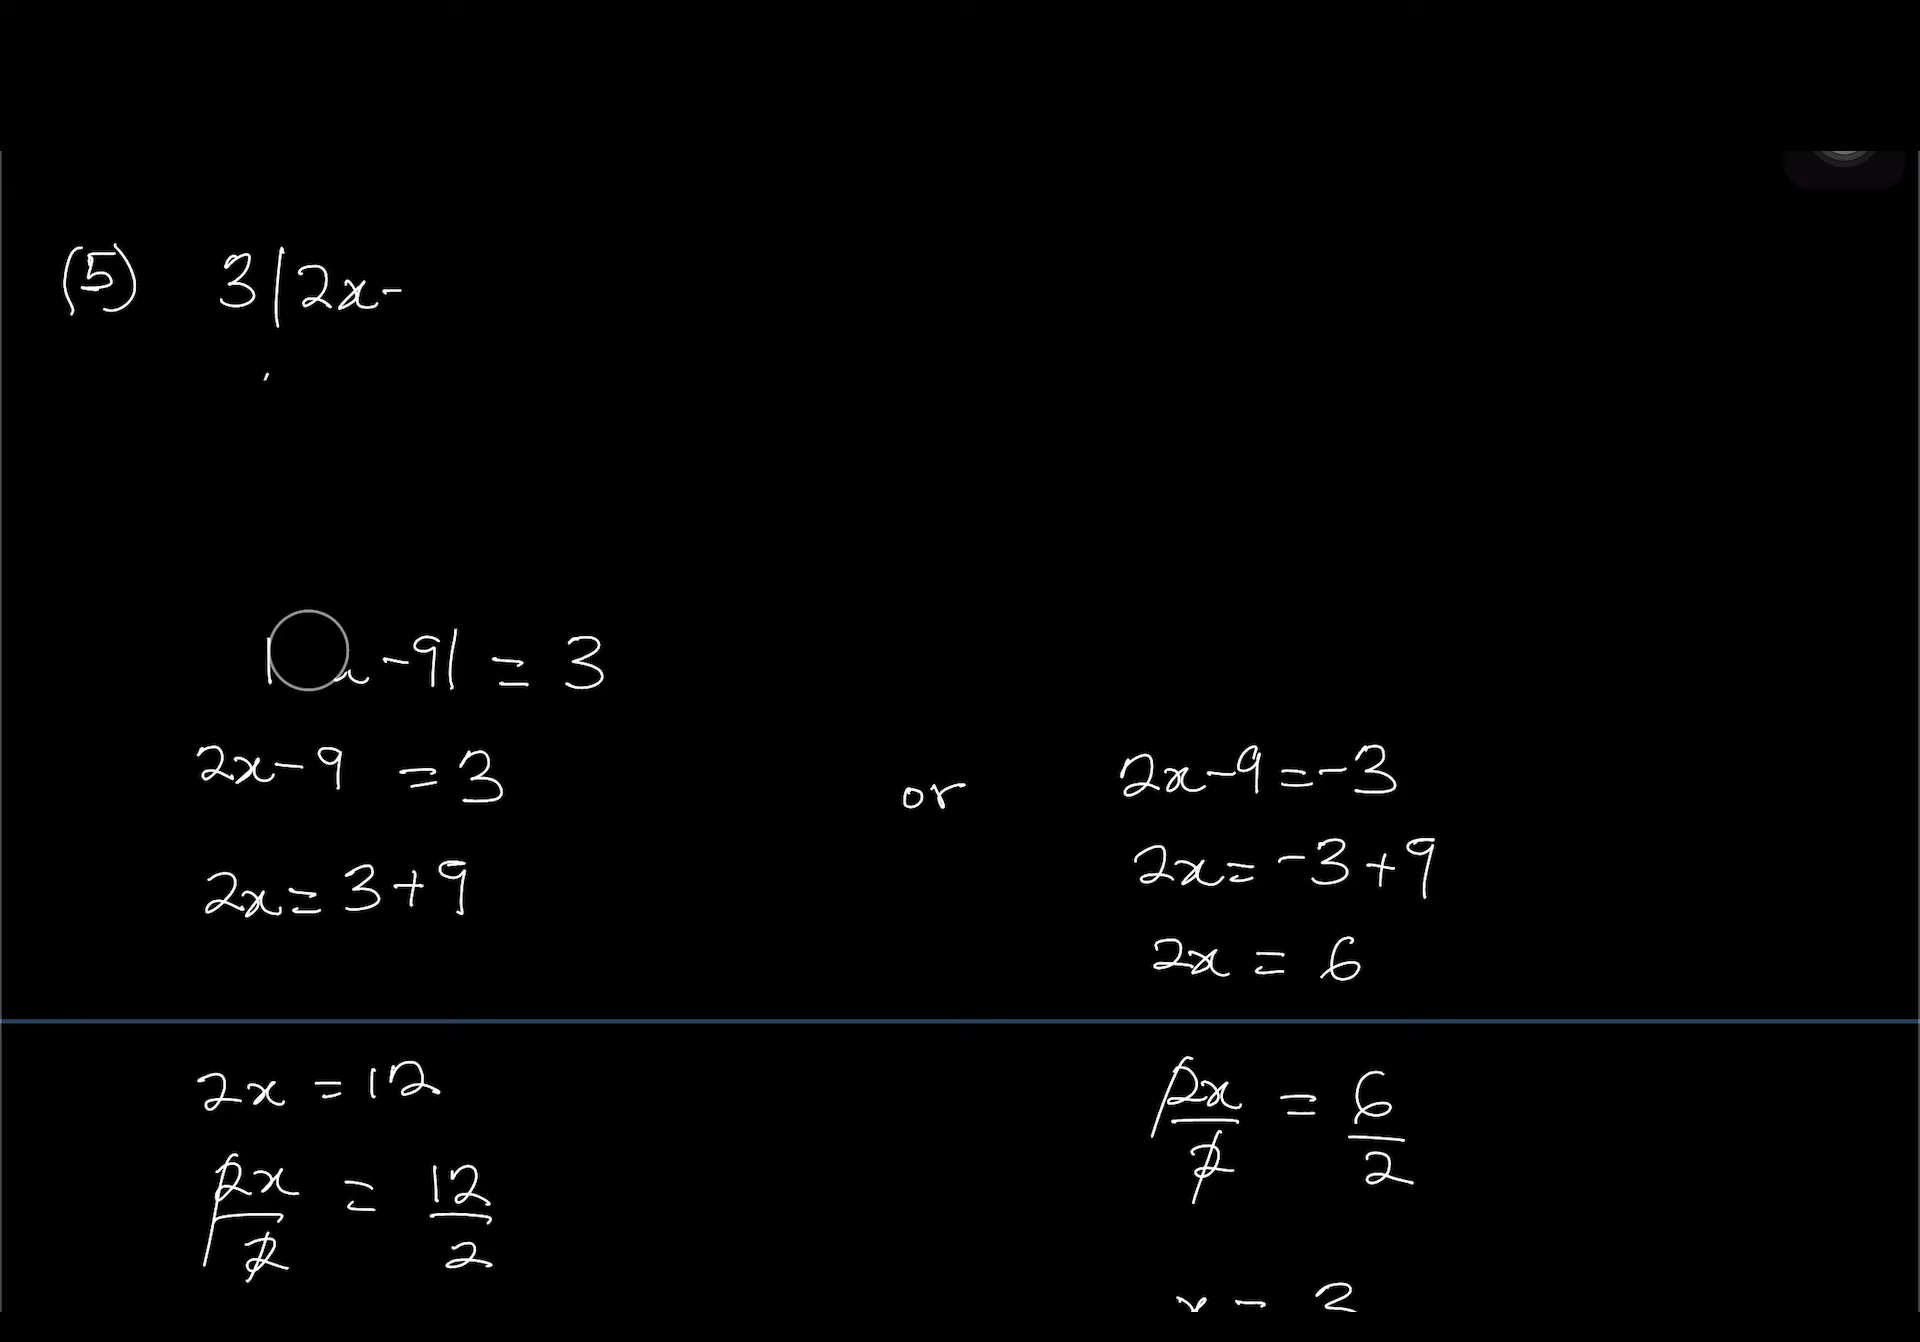 (5) 3|2x-
-9| = 3
2x-9 = 3
or
2x-9=-3
2x= 3+9
2x= -3+9
2x = 6
2x = 12
2x/2 = 6/2
2x/2 = 12/2